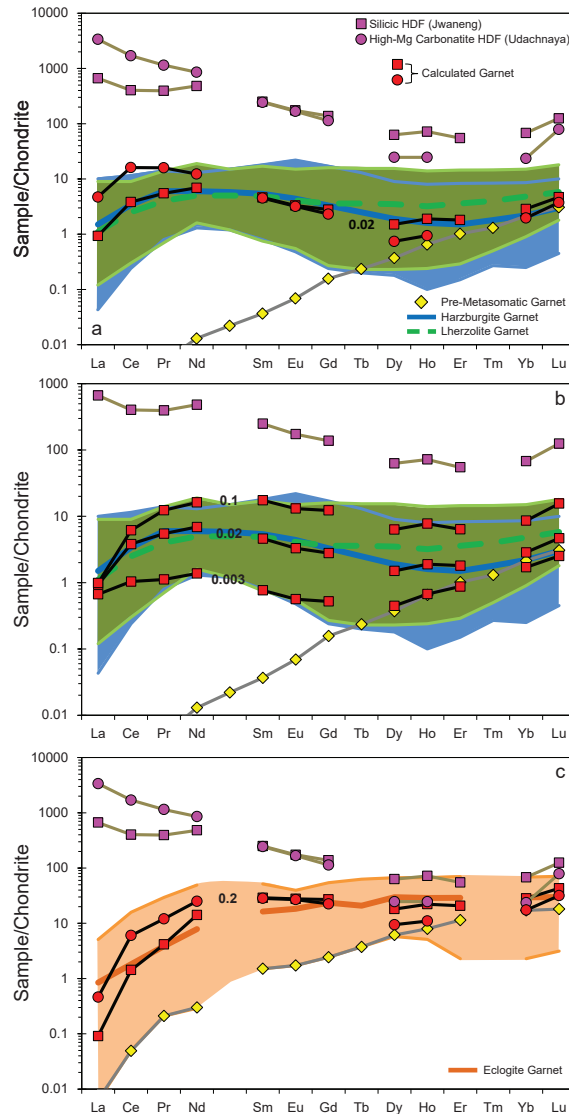 10000
1000
100
10
1
0.1
0.01
Sample/Chondrite
Silicic HDF (Jwaneng)
High-Mg Carbonatite HDF (Udachnaya)
Calculated Garnet
0.02
a
Pre-Metasomatic Garnet
Harzburgite Garnet
Lherzolite Garnet
La Ce Pr Nd Sm Eu Gd Tb Dy Ho Er Tm Yb Lu
b
1000
100
10
1
0.1
0.01
Sample/Chondrite
0.1
0.02
0.003
La Ce Pr Nd Sm Eu Gd Tb Dy Ho Er Tm Yb Lu
c
10000
1000
100
10
1
0.1
0.01
Sample/Chondrite
0.2
Eclogite Garnet
La Ce Pr Nd Sm Eu Gd Tb Dy Ho Er Tm Yb Lu